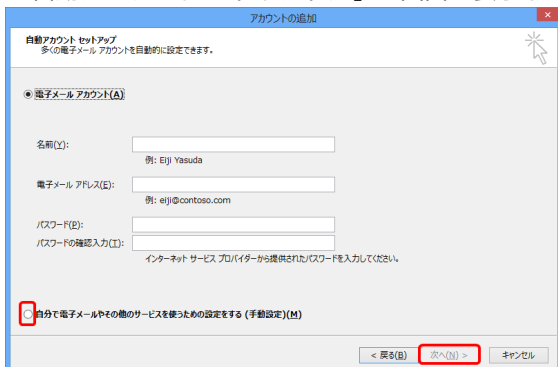 アカウントの追加
自動アカウント セットアップ
多くの電子メール アカウントを自動的に設定できます。
電子メール アカウント(A)
名前(Y):
例: Eiji Yasuda
電子メール アドレス(E):
例: eiji@contoso.com
パスワード(P):
パスワードの確認入力(T):
インターネット サービス プロバイダーから提供されたパスワードを入力してください。
自分で電子メールやその他のサービスを使うための設定をする (手動設定)(M)
< 戻る(B) 次へ(N) > キャンセル